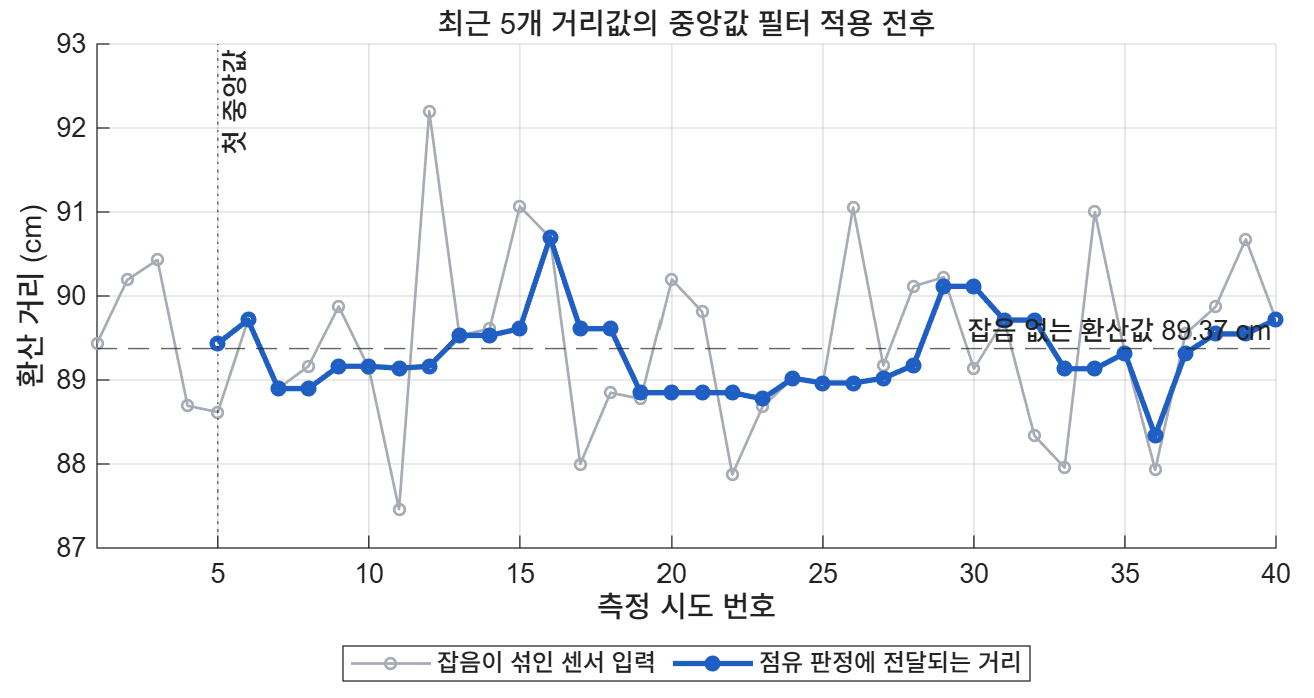 최근 5개 거리값의 중앙값 필터 적용 전후
환산 거리 (cm)
93
92
91
90
89
88
87
첫 중앙값
잡음 없는 환산값 89.37 cm
5 10 15 20 25 30 35 40
측정 시도 번호
잡음이 섞인 센서 입력 점유 판정에 전달되는 거리